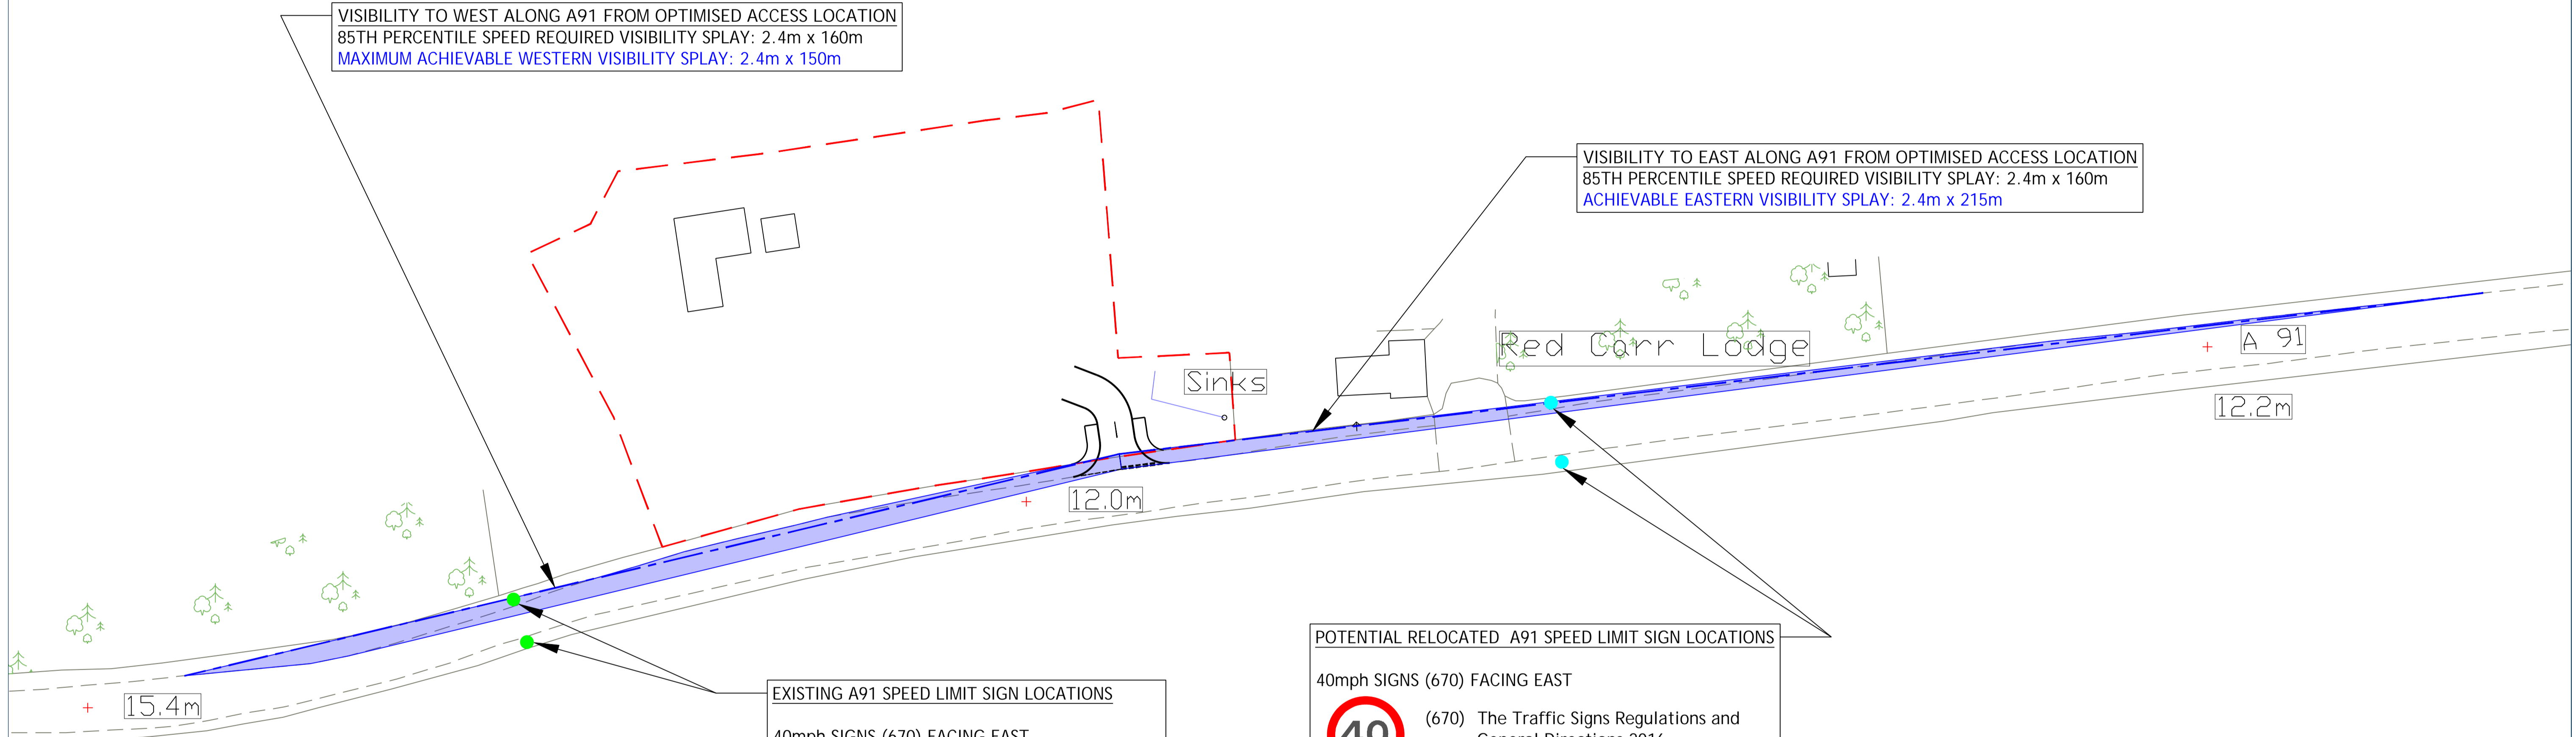 VISIBILITY TO WEST ALONG A91 FROM OPTIMISED ACCESS LOCATION
85TH PERCENTILE SPEED REQUIRED VISIBILITY SPLAY: 2.4m x 160m
MAXIMUM ACHIEVABLE WESTERN VISIBILITY SPLAY: 2.4m x 150m
VISIBILITY TO EAST ALONG A91 FROM OPTIMISED ACCESS LOCATION
85TH PERCENTILE SPEED REQUIRED VISIBILITY SPLAY: 2.4m x 160m
ACHIEVABLE EASTERN VISIBILITY SPLAY: 2.4m x 215m
Red Carr Lodge
A 91
Sinks
12.2m
12.0m
15.4m
EXISTING A91 SPEED LIMIT SIGN LOCATIONS
40mph SIGNS (670) FACING EAST
POTENTIAL RELOCATED A91 SPEED LIMIT SIGN LOCATIONS
40mph SIGNS (670) FACING EAST
40
(670) The Traffic Signs Regulations and
General Directions 2016